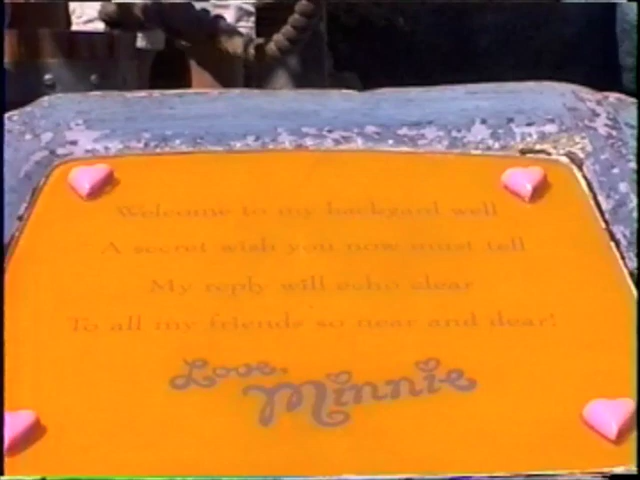 Welcome to my backyard well
A secret wish you now must tell
My reply will echo clear
To all my friends so near and dear!
Love,
Minnie